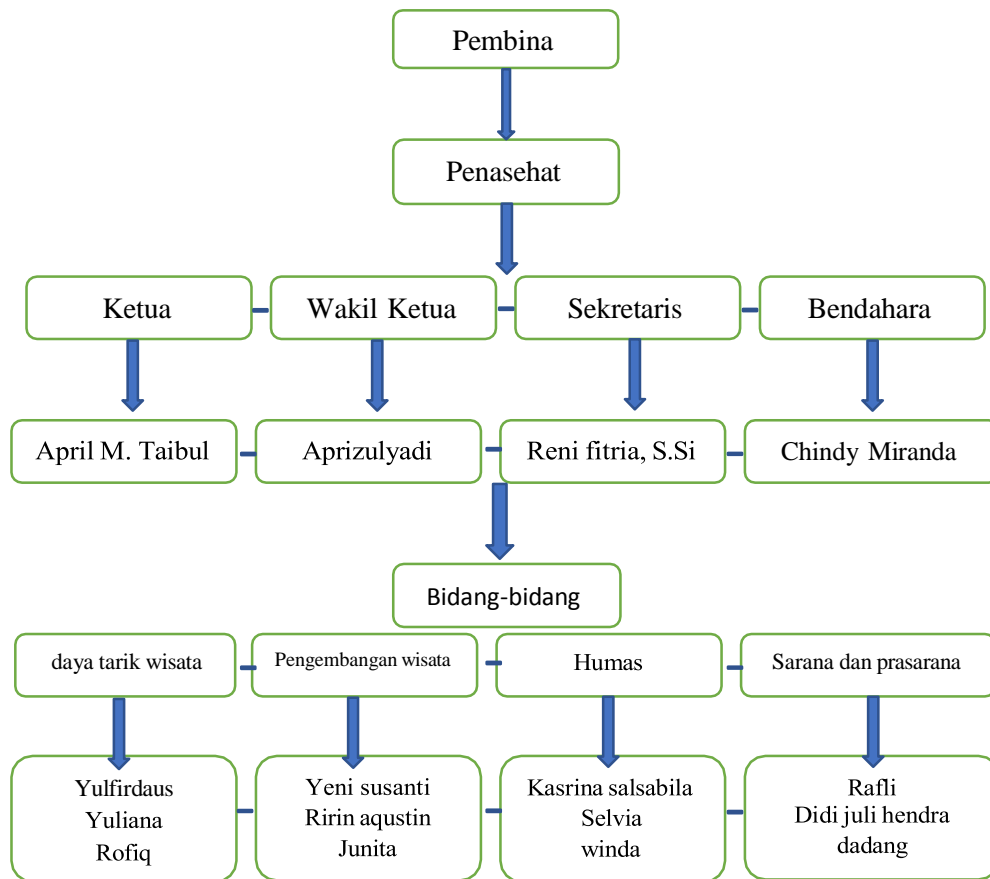 Pembina
Penasehat
Ketua
Wakil Ketua
Sekretaris
Bendahara
April M. Taibul
Aprizulyadi
Reni fitria, S.Si
Chindy Miranda
Bidang-bidang
daya tarik wisata
Pengembangan wisata
Humas
Sarana dan prasarana
Yulfirdaus
Yuliana
Rofiq
Yeni susanti
Ririn aqustin
Junita
Kasrina salsabila
Selvia
winda
Rafli
Didi juli hendra
dadang